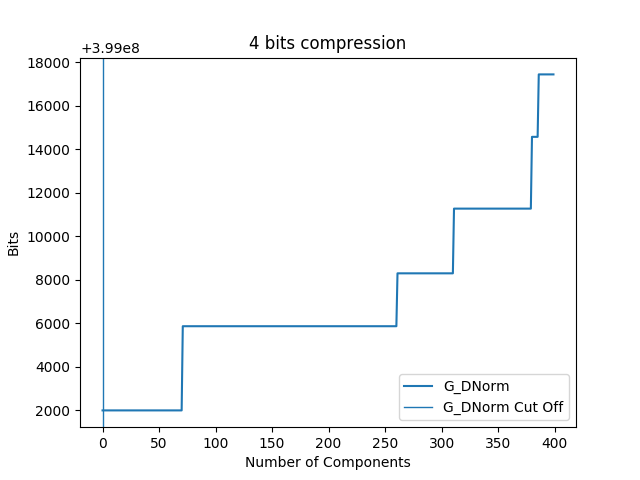 4 bits compression
+3.99e8
18000
16000
14000
12000
10000
8000
6000
4000
2000
Bits
0 50 100 150 200 250 300 350 400
Number of Components
G_DNorm
G_DNorm Cut Off